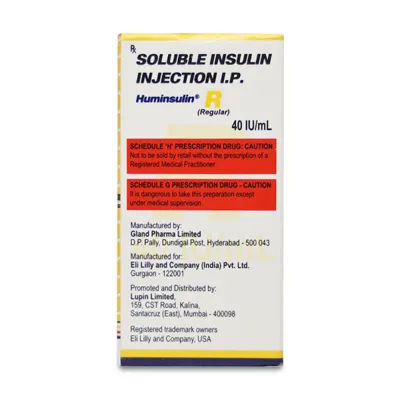 Rx
SOLUBLE INSULIN
INJECTION I.P.
Huminsulin® R
(Regular)
40 IU/mL
SCHEDULE 'H' PRESCRIPTION DRUG: CAUTION
Not to be sold by retail without the prescription of a
Registered Medical Practitioner.
SCHEDULE G PRESCRIPTION DRUG - CAUTION
It is dangerous to take this preparation except
under medical supervision.
Manufactured by:
Gland Pharma Limited
D.P. Pally, Dundigal Post, Hyderabad - 500 043
Manufactured for:
Eli Lilly and Company (India) Pvt. Ltd.
Gurgaon - 122001
Promoted and Distributed by:
Lupin Limited,
159, CST Road, Kalina,
Santacruz (East), Mumbai - 400098
Registered trademark owners
Eli Lilly and Company, USA